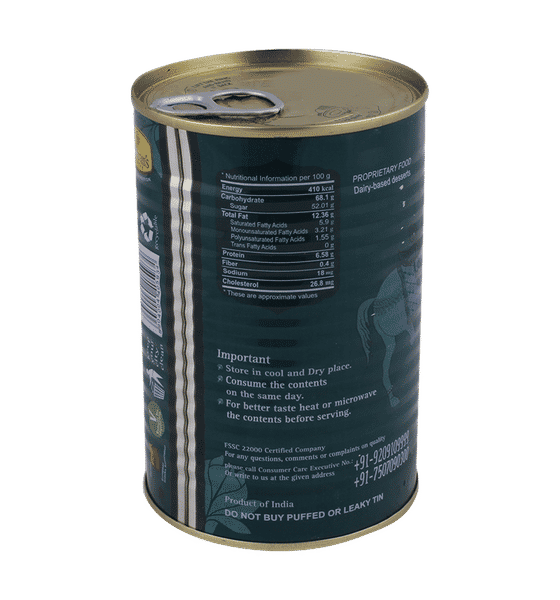 * Nutritional Information per 100 g
Energy 410 kcal
Carbohydrate 68.1 g
Sugar 52.01 g
Total Fat 12.36 g
Saturated Fatty Acids 5.9 g
Monounsaturated Fatty Acids 3.21 g
Polyunsaturated Fatty Acids 1.55 g
Trans Fatty Acids 0 g
Protein 6.58 g
Fiber 0.4 g
Sodium 18 mg
Cholesterol 26.8 mg
* These are approximate values
PROPRIETARY FOOD
Dairy-based desserts
recyclable
Important
Store in cool and Dry place.
Consume the contents
on the same day.
For better taste heat or microwave
the contents before serving.
FSSC 22000 Certified Company
For any questions, comments or complaints on quality
please call Consumer Care Executive No.:
Or write to us at the given address
+91-9209109999
+91-7507090300
Product of India
DO NOT BUY PUFFED OR LEAKY TIN